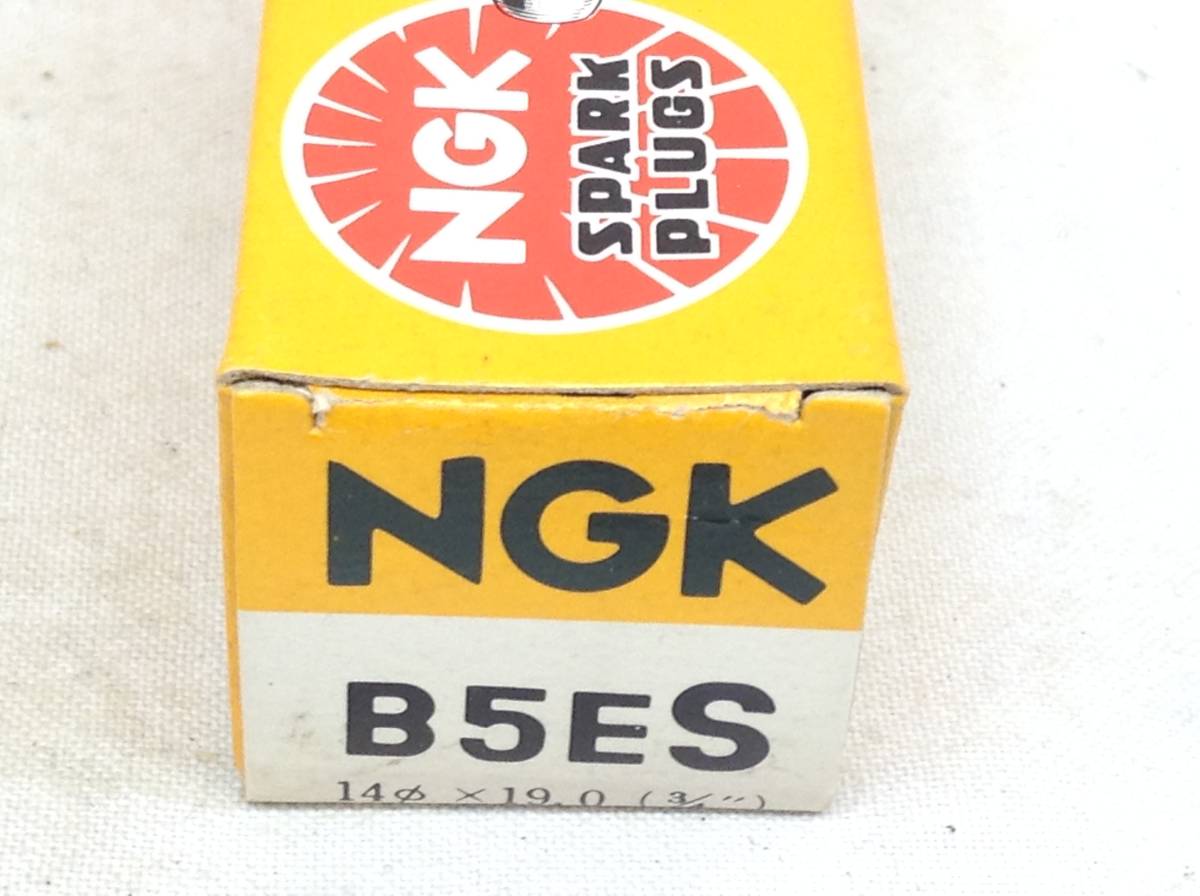 NGK
SPARK
PLUGS
NGK
B5ES
14φ ×19.0 (3/4")